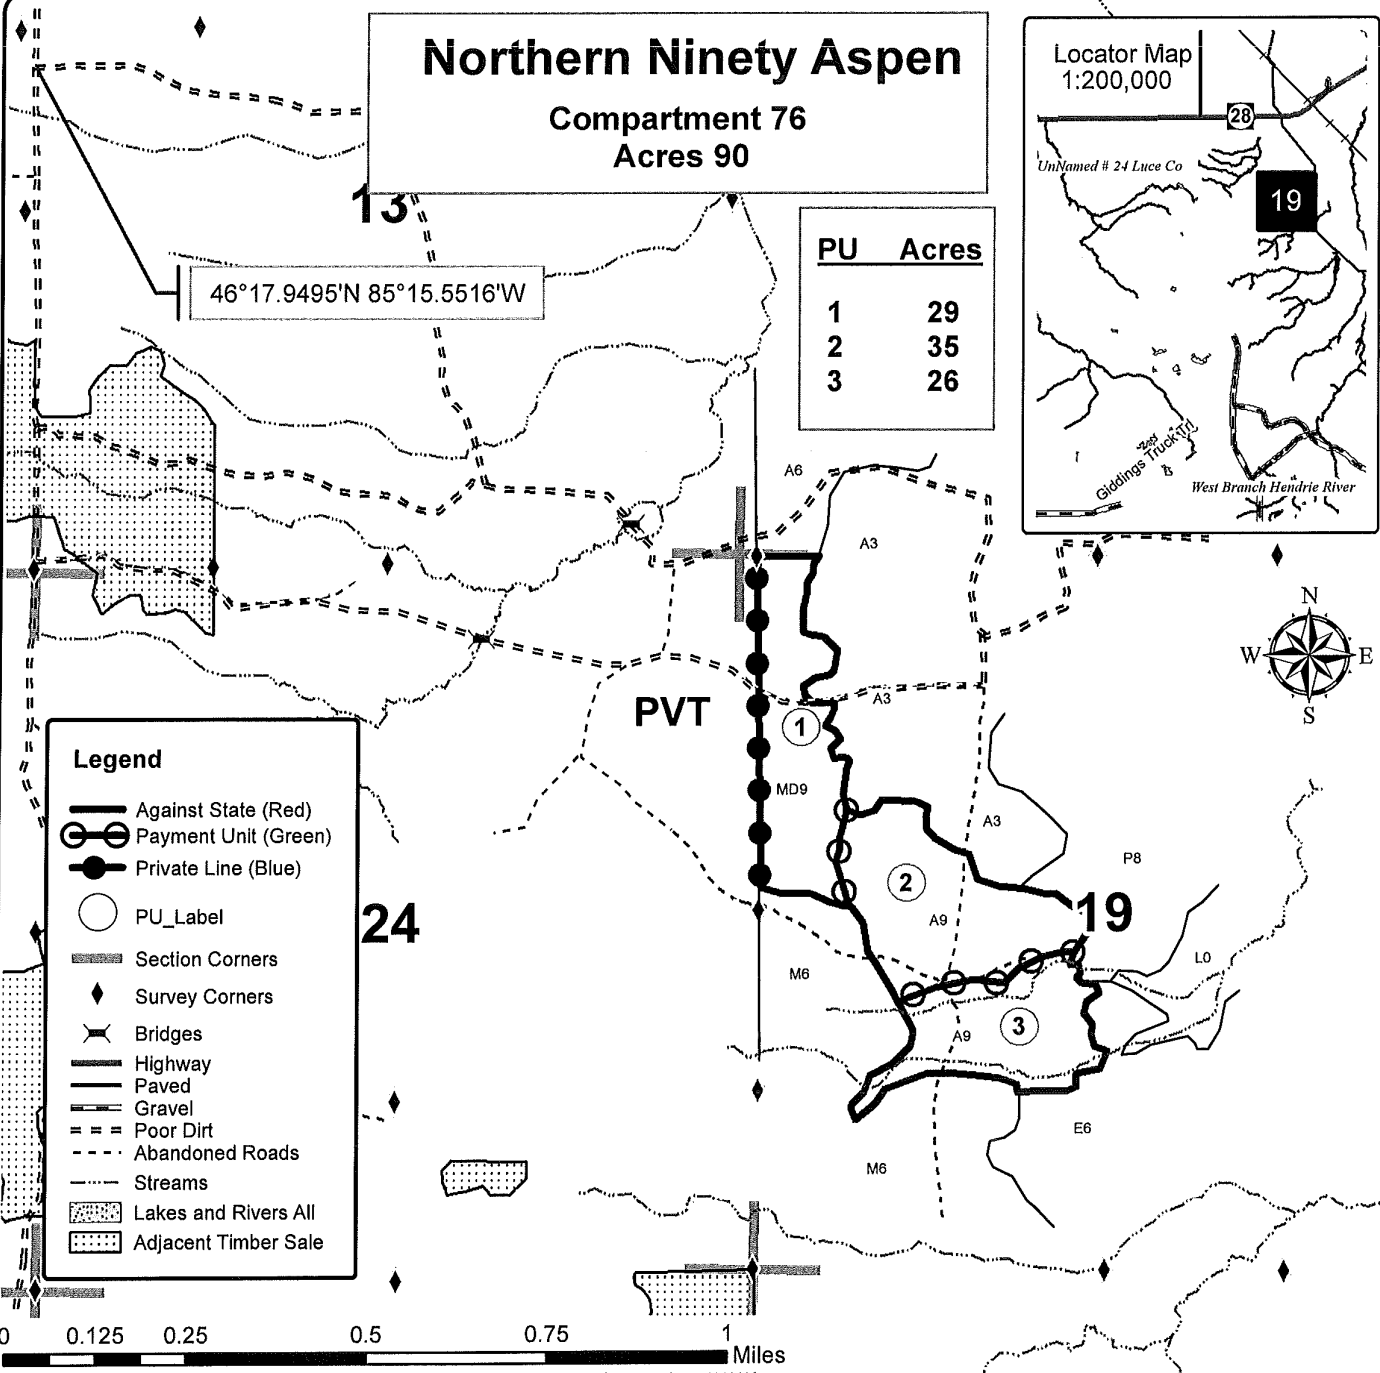 Northern Ninety Aspen
Compartment 76
Acres 90
Locator Map
1:200,000
28
UnNamed # 24 Luce Co
19
Giddings Truck Trl
West Branch Hendrie River
13
46°17.9495'N 85°15.5516'W
PU Acres
1 29
2 35
3 26
A6
A3
N
W E
S
PVT
A3
1
MD9
A3
P8
2
19
A9
24
L0
M6
3
A9
E6
M6
Legend
Against State (Red)
Payment Unit (Green)
Private Line (Blue)
PU_Label
Section Corners
Survey Corners
Bridges
Highway
Paved
Gravel
Poor Dirt
Abandoned Roads
Streams
Lakes and Rivers All
Adjacent Timber Sale
0 0.125 0.25 0.5 0.75 1
Miles